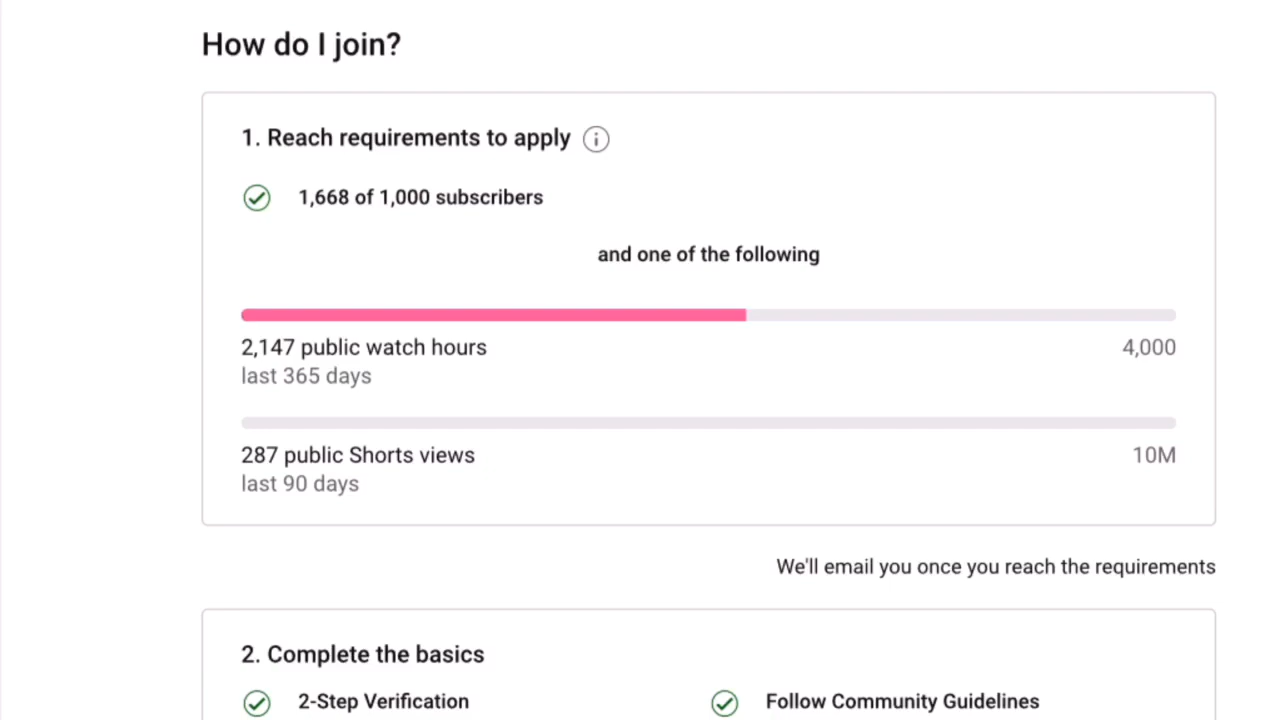 How do I join?
1. Reach requirements to apply
1,668 of 1,000 subscribers
and one of the following
2,147 public watch hours 4,000
last 365 days
287 public Shorts views 10M
last 90 days
We'll email you once you reach the requirements
2. Complete the basics
2-Step Verification Follow Community Guidelines